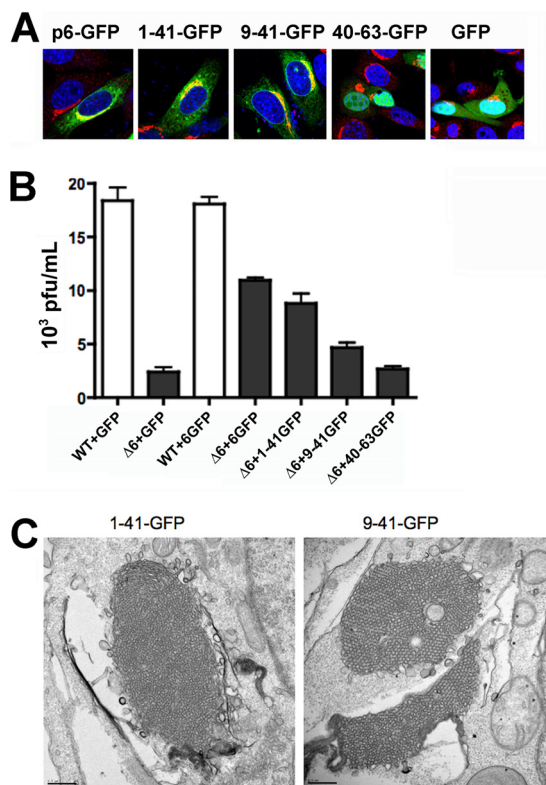 A
p6-GFP 1-41-GFP 9-41-GFP 40-63-GFP GFP
B
10³ pfu/mL
20
15
10
5
0
WT+GFP
Δ6+GFP
WT+6GFP
Δ6+6GFP
Δ6+1-41GFP
Δ6+9-41GFP
Δ6+40-63GFP
C
1-41-GFP 9-41-GFP